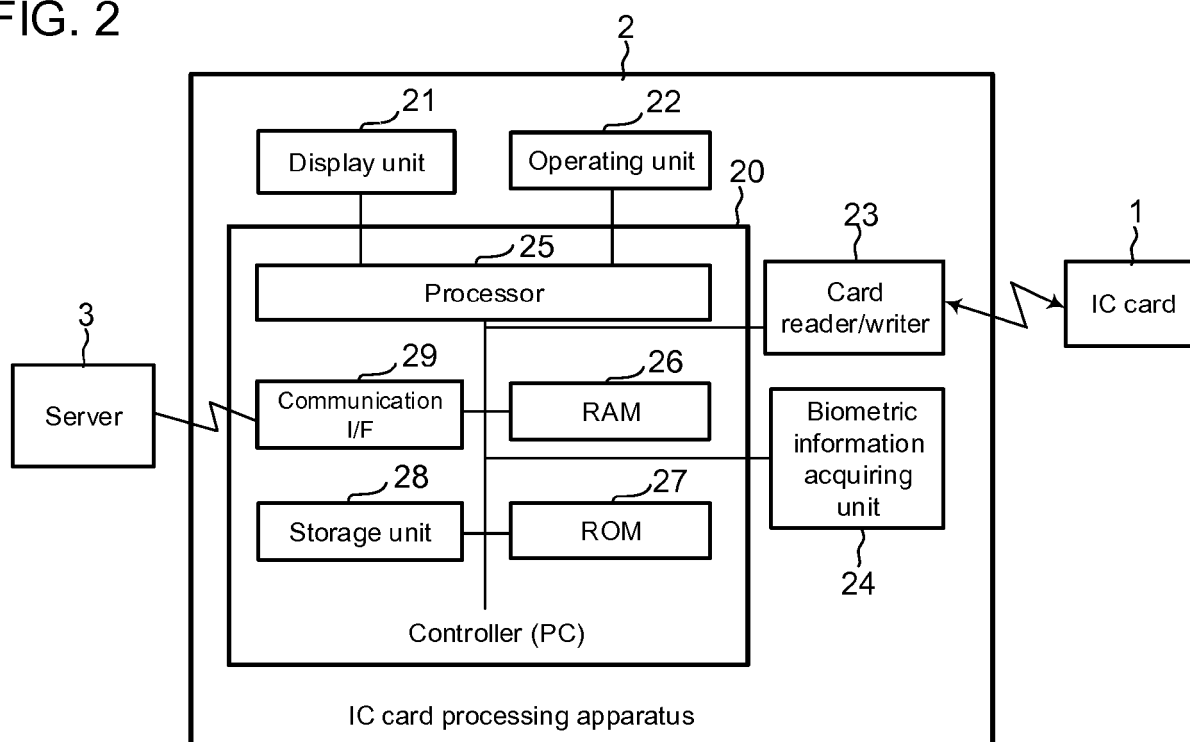 FIG. 2
2
21
22
Display unit
Operating unit
20
23
1
25
Processor
Card
reader/writer
IC card
3
Server
29
26
Communication
I/F
RAM
Biometric
information
acquiring
unit
28
27
Storage unit
ROM
24
Controller (PC)
IC card processing apparatus